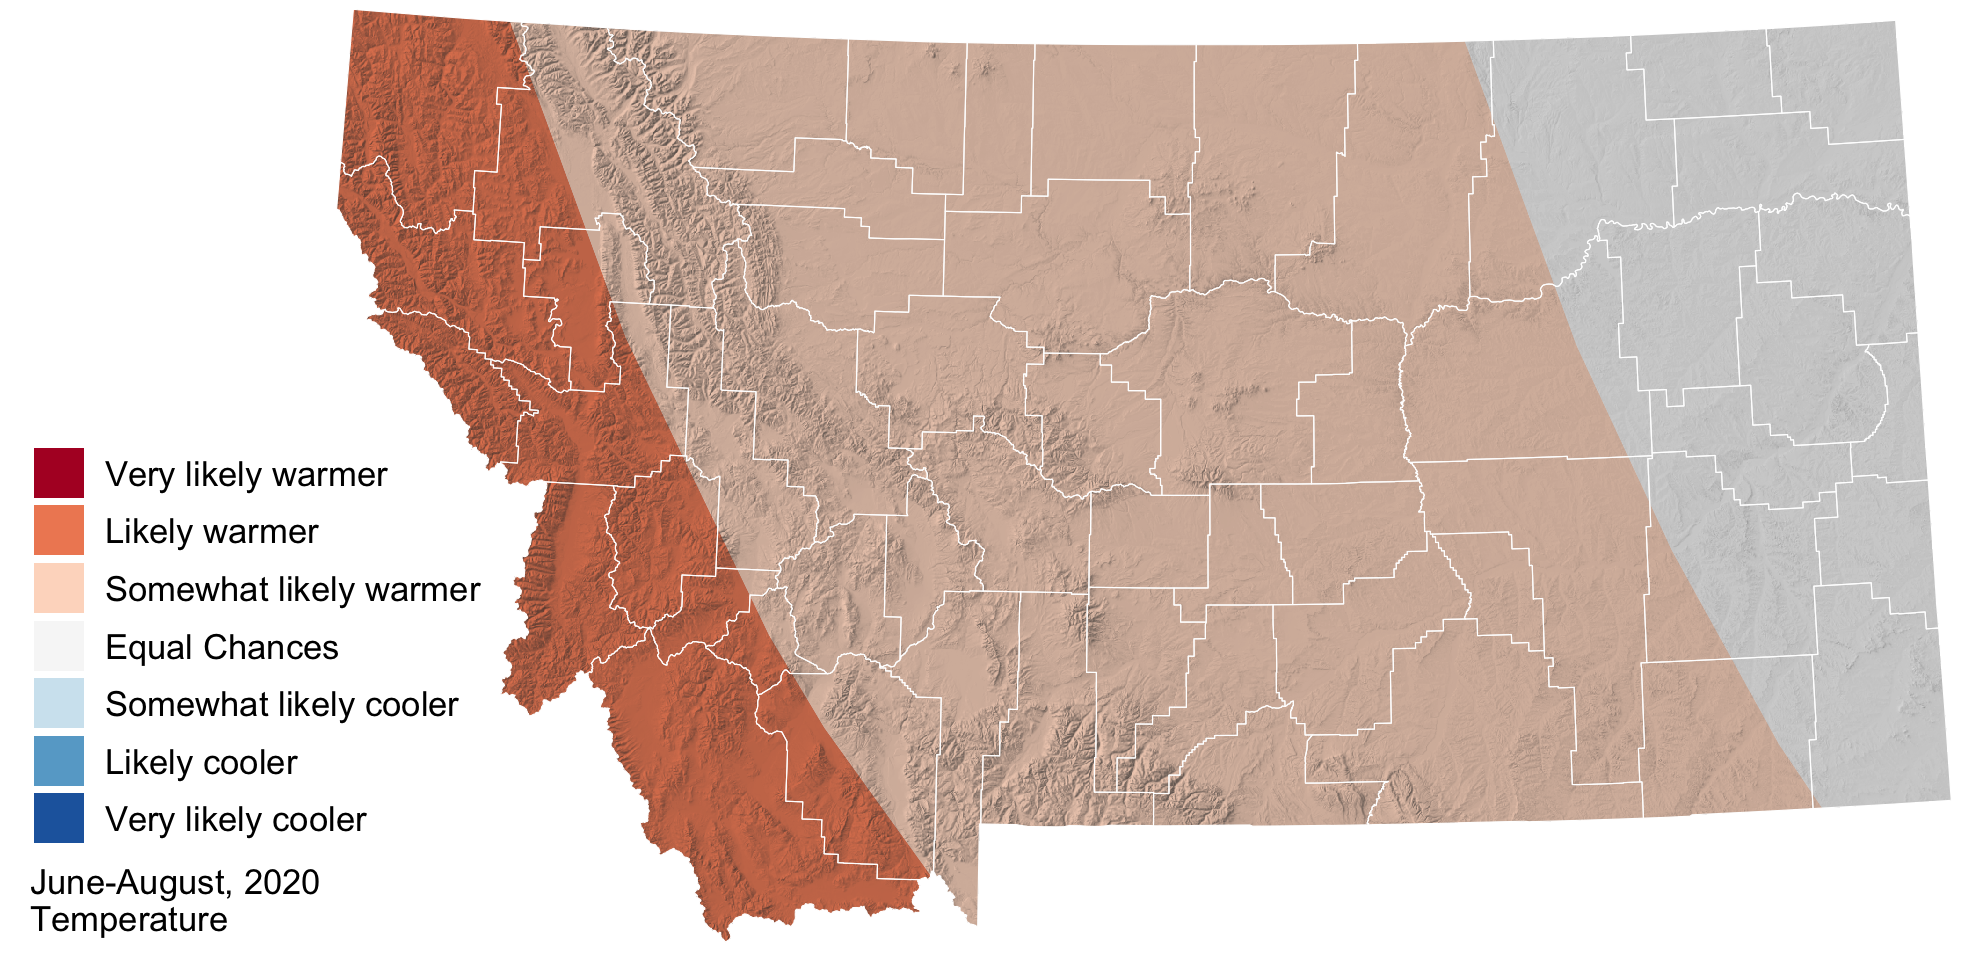 Very likely warmer
Likely warmer
Somewhat likely warmer
Equal Chances
Somewhat likely cooler
Likely cooler
Very likely cooler
June-August, 2020
Temperature